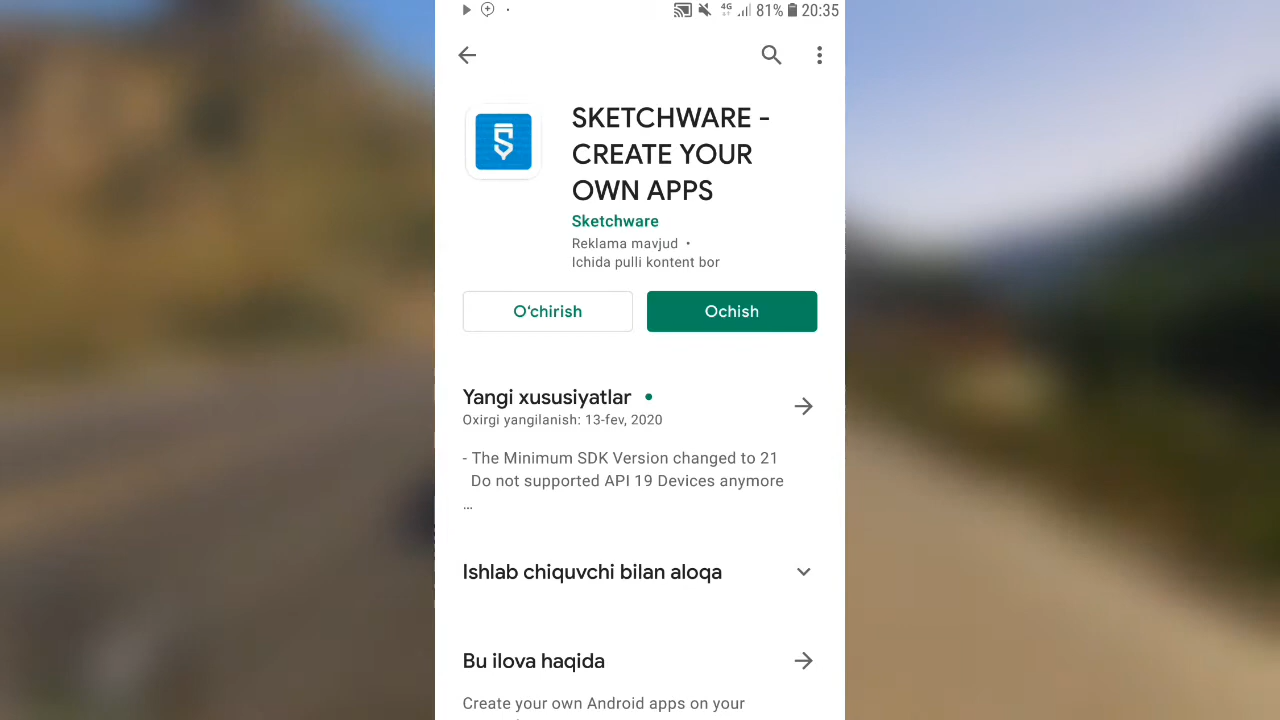 4G 81% 20:35
SKETCHWARE -
CREATE YOUR
OWN APPS
Sketchware
Reklama mavjud •
Ichida pulli kontent bor
Oʻchirish
Ochish
Yangi xususiyatlar •
Oxirgi yangilanish: 13-fev, 2020
- The Minimum SDK Version changed to 21
Do not supported API 19 Devices anymore
...
Ishlab chiquvchi bilan aloqa
Bu ilova haqida
Create your own Android apps on your